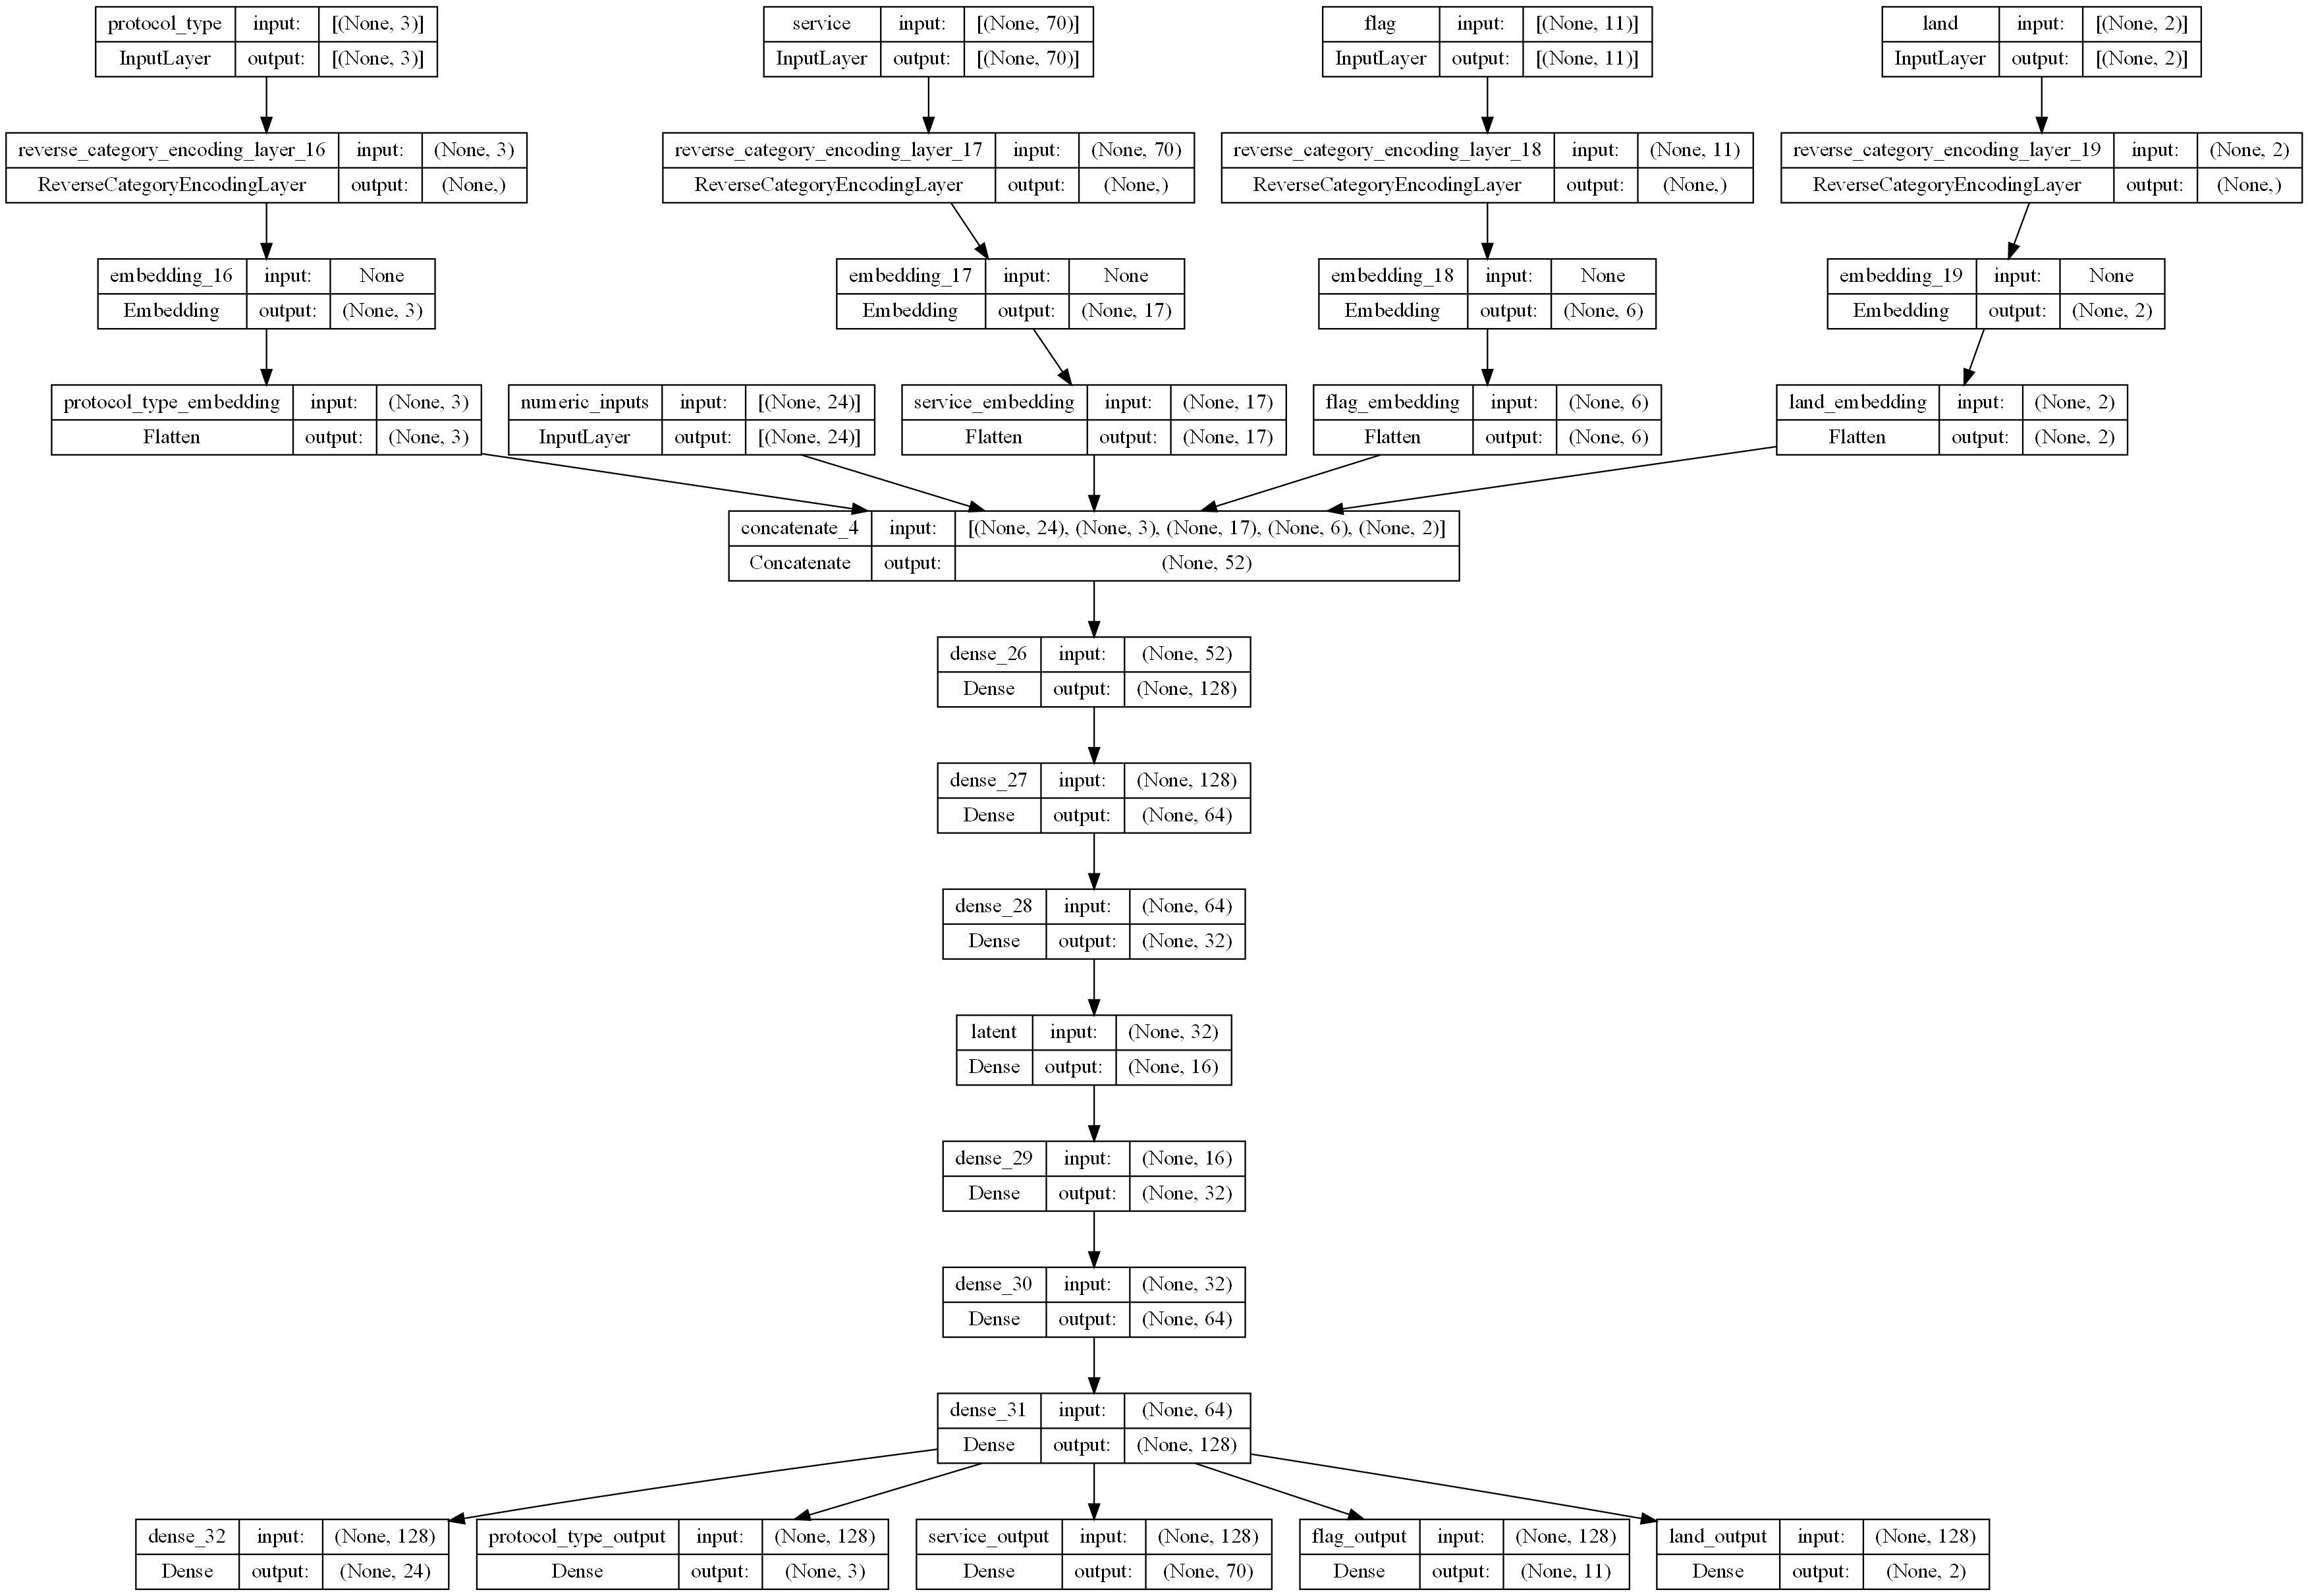 protocol_type input: [(None, 3)]
InputLayer output: [(None, 3)]
service input: [(None, 70)]
InputLayer output: [(None, 70)]
flag input: [(None, 11)]
InputLayer output: [(None, 11)]
land input: [(None, 2)]
InputLayer output: [(None, 2)]
reverse_category_encoding_layer_16 input: (None, 3)
ReverseCategoryEncodingLayer output: (None,)
reverse_category_encoding_layer_17 input: (None, 70)
ReverseCategoryEncodingLayer output: (None,)
reverse_category_encoding_layer_18 input: (None, 11)
ReverseCategoryEncodingLayer output: (None,)
reverse_category_encoding_layer_19 input: (None, 2)
ReverseCategoryEncodingLayer output: (None,)
embedding_16 input: None
Embedding output: (None, 3)
embedding_17 input: None
Embedding output: (None, 17)
embedding_18 input: None
Embedding output: (None, 6)
embedding_19 input: None
Embedding output: (None, 2)
protocol_type_embedding input: (None, 3)
Flatten output: (None, 3)
numeric_inputs input: [(None, 24)]
InputLayer output: [(None, 24)]
service_embedding input: (None, 17)
Flatten output: (None, 17)
flag_embedding input: (None, 6)
Flatten output: (None, 6)
land_embedding input: (None, 2)
Flatten output: (None, 2)
concatenate_4 input: [(None, 24), (None, 3), (None, 17), (None, 6), (None, 2)]
Concatenate output: (None, 52)
dense_26 input: (None, 52)
Dense output: (None, 128)
dense_27 input: (None, 128)
Dense output: (None, 64)
dense_28 input: (None, 64)
Dense output: (None, 32)
latent input: (None, 32)
Dense output: (None, 16)
dense_29 input: (None, 16)
Dense output: (None, 32)
dense_30 input: (None, 32)
Dense output: (None, 64)
dense_31 input: (None, 64)
Dense output: (None, 128)
dense_32 input: (None, 128)
Dense output: (None, 24)
protocol_type_output input: (None, 128)
Dense output: (None, 3)
service_output input: (None, 128)
Dense output: (None, 70)
flag_output input: (None, 128)
Dense output: (None, 11)
land_output input: (None, 128)
Dense output: (None, 2)